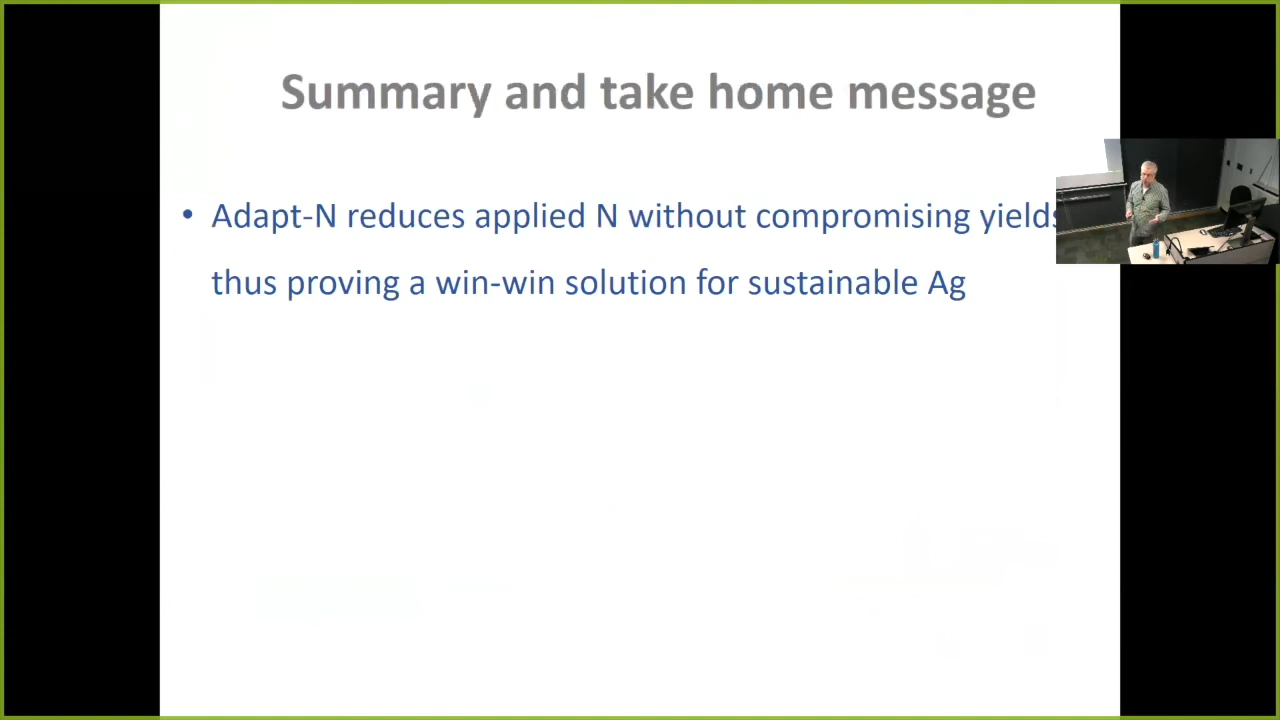 Summary and take home message
• Adapt-N reduces applied N without compromising yields
thus proving a win-win solution for sustainable Ag